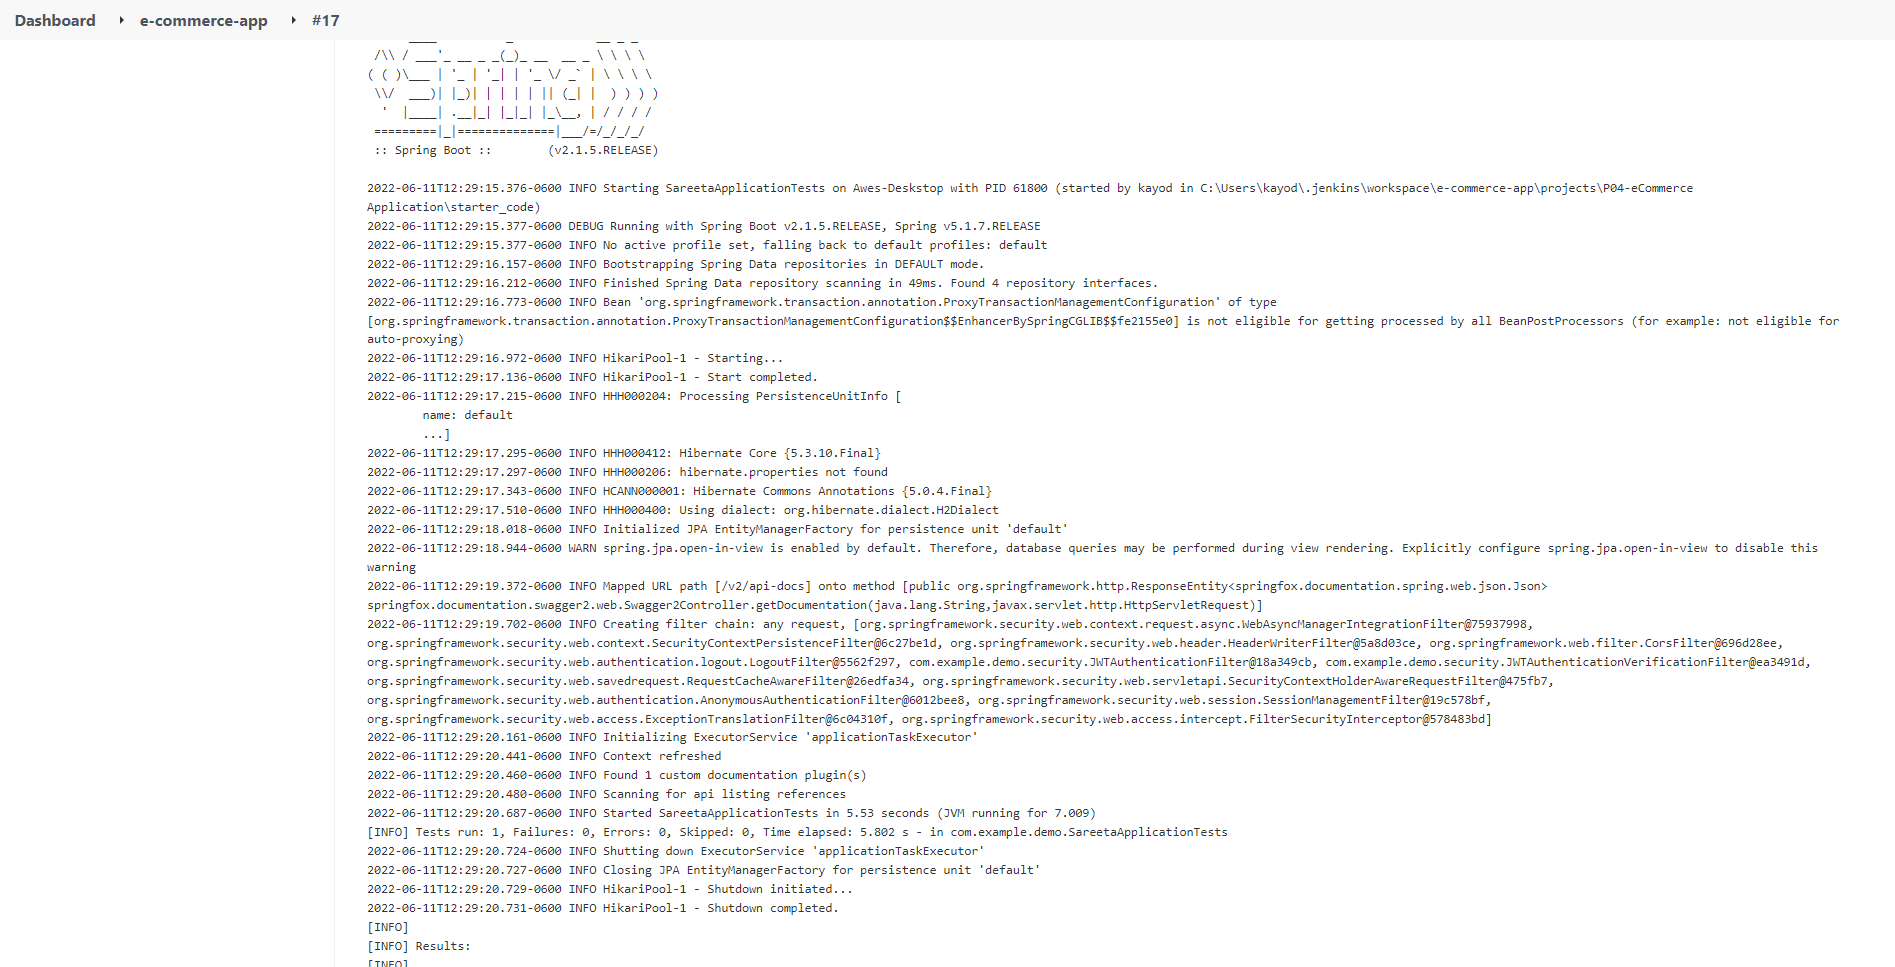 Dashboard
e-commerce-app
#17
 /\\ / ___'_ __ _ _(_)_ __  __ _ \ \ \ \
( ( )\___ | '_ | '_| | '_ \/ _` | \ \ \ \
 \\/  ___)| |_)| | | | | || (_| |  ) ) ) )
  '  |____| .__|_| |_|_| |_\__, | / / / /
 =========|_|==============|___/=/_/_/_/
 :: Spring Boot ::        (v2.1.5.RELEASE)
2022-06-11T12:29:15.376-0600 INFO Starting SareetaApplicationTests on Awes-Deskstop with PID 61800 (started by kayod in C:\Users\kayod\.jenkins\workspace\e-commerce-app\projects\P04-eCommerce
Application\starter_code)
2022-06-11T12:29:15.377-0600 DEBUG Running with Spring Boot v2.1.5.RELEASE, Spring v5.1.7.RELEASE
2022-06-11T12:29:15.377-0600 INFO No active profile set, falling back to default profiles: default
2022-06-11T12:29:16.157-0600 INFO Bootstrapping Spring Data repositories in DEFAULT mode.
2022-06-11T12:29:16.212-0600 INFO Finished Spring Data repository scanning in 49ms. Found 4 repository interfaces.
2022-06-11T12:29:16.773-0600 INFO Bean 'org.springframework.transaction.annotation.ProxyTransactionManagementConfiguration' of type
[org.springframework.transaction.annotation.ProxyTransactionManagementConfiguration$$EnhancerBySpringCGLIB$$fe2155e0] is not eligible for getting processed by all BeanPostProcessors (for example: not eligible for
auto-proxying)
2022-06-11T12:29:16.972-0600 INFO HikariPool-1 - Starting...
2022-06-11T12:29:17.136-0600 INFO HikariPool-1 - Start completed.
2022-06-11T12:29:17.215-0600 INFO HHH000204: Processing PersistenceUnitInfo [
name: default
...]
2022-06-11T12:29:17.295-0600 INFO HHH000412: Hibernate Core {5.3.10.Final}
2022-06-11T12:29:17.297-0600 INFO HHH000206: hibernate.properties not found
2022-06-11T12:29:17.343-0600 INFO HCANN000001: Hibernate Commons Annotations {5.0.4.Final}
2022-06-11T12:29:17.510-0600 INFO HHH000400: Using dialect: org.hibernate.dialect.H2Dialect
2022-06-11T12:29:18.018-0600 INFO Initialized JPA EntityManagerFactory for persistence unit 'default'
2022-06-11T12:29:18.944-0600 WARN spring.jpa.open-in-view is enabled by default. Therefore, database queries may be performed during view rendering. Explicitly configure spring.jpa.open-in-view to disable this
warning
2022-06-11T12:29:19.372-0600 INFO Mapped URL path [/v2/api-docs] onto method [public org.springframework.http.ResponseEntity<springfox.documentation.spring.web.json.Json>
springfox.documentation.swagger2.web.Swagger2Controller.getDocumentation(java.lang.String,javax.servlet.http.HttpServletRequest)]
2022-06-11T12:29:19.702-0600 INFO Creating filter chain: any request, [org.springframework.security.web.context.request.async.WebAsyncManagerIntegrationFilter@75937998,
org.springframework.security.web.context.SecurityContextPersistenceFilter@6c27be1d, org.springframework.security.web.header.HeaderWriterFilter@5a8d03ce, org.springframework.web.filter.CorsFilter@696d28ee,
org.springframework.security.web.authentication.logout.LogoutFilter@5562f297, com.example.demo.security.JWTAuthenticationFilter@18a349cb, com.example.demo.security.JWTAuthenticationVerificationFilter@ea3491d,
org.springframework.security.web.savedrequest.RequestCacheAwareFilter@26edfa34, org.springframework.security.web.servletapi.SecurityContextHolderAwareRequestFilter@475fb7,
org.springframework.security.web.authentication.AnonymousAuthenticationFilter@6012bee8, org.springframework.security.web.session.SessionManagementFilter@19c578bf,
org.springframework.security.web.access.ExceptionTranslationFilter@6c04310f, org.springframework.security.web.access.intercept.FilterSecurityInterceptor@578483bd]
2022-06-11T12:29:20.161-0600 INFO Initializing ExecutorService 'applicationTaskExecutor'
2022-06-11T12:29:20.441-0600 INFO Context refreshed
2022-06-11T12:29:20.460-0600 INFO Found 1 custom documentation plugin(s)
2022-06-11T12:29:20.480-0600 INFO Scanning for api listing references
2022-06-11T12:29:20.687-0600 INFO Started SareetaApplicationTests in 5.53 seconds (JVM running for 7.009)
[INFO] Tests run: 1, Failures: 0, Errors: 0, Skipped: 0, Time elapsed: 5.802 s - in com.example.demo.SareetaApplicationTests
2022-06-11T12:29:20.724-0600 INFO Shutting down ExecutorService 'applicationTaskExecutor'
2022-06-11T12:29:20.727-0600 INFO Closing JPA EntityManagerFactory for persistence unit 'default'
2022-06-11T12:29:20.729-0600 INFO HikariPool-1 - Shutdown initiated...
2022-06-11T12:29:20.731-0600 INFO HikariPool-1 - Shutdown completed.
[INFO]
[INFO] Results:
[INFO]